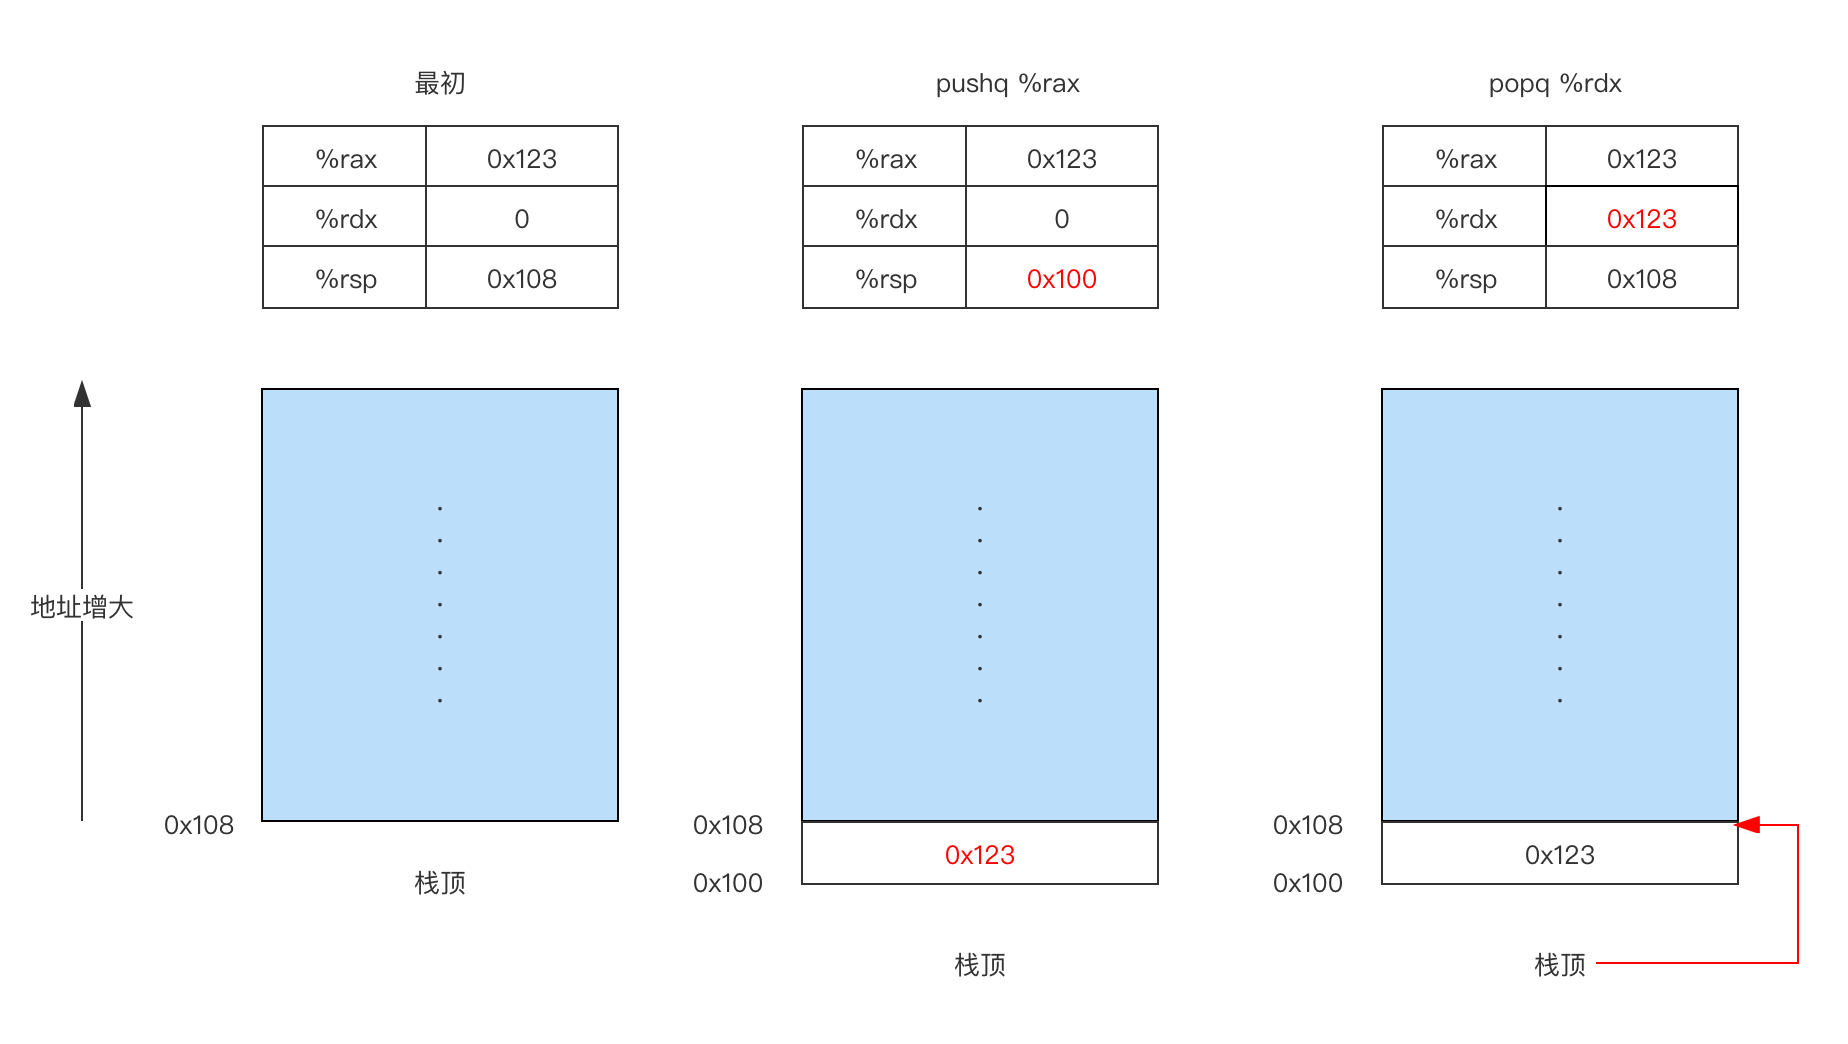 最初
%rax 0x123
%rdx 0
%rsp 0x108
pushq %rax
%rax 0x123
%rdx 0
%rsp 0x100
popq %rdx
%rax 0x123
%rdx 0x123
%rsp 0x108
地址增大
0x108
栈顶
0x108
0x123
0x100
栈顶
0x108
0x123
0x100
栈顶